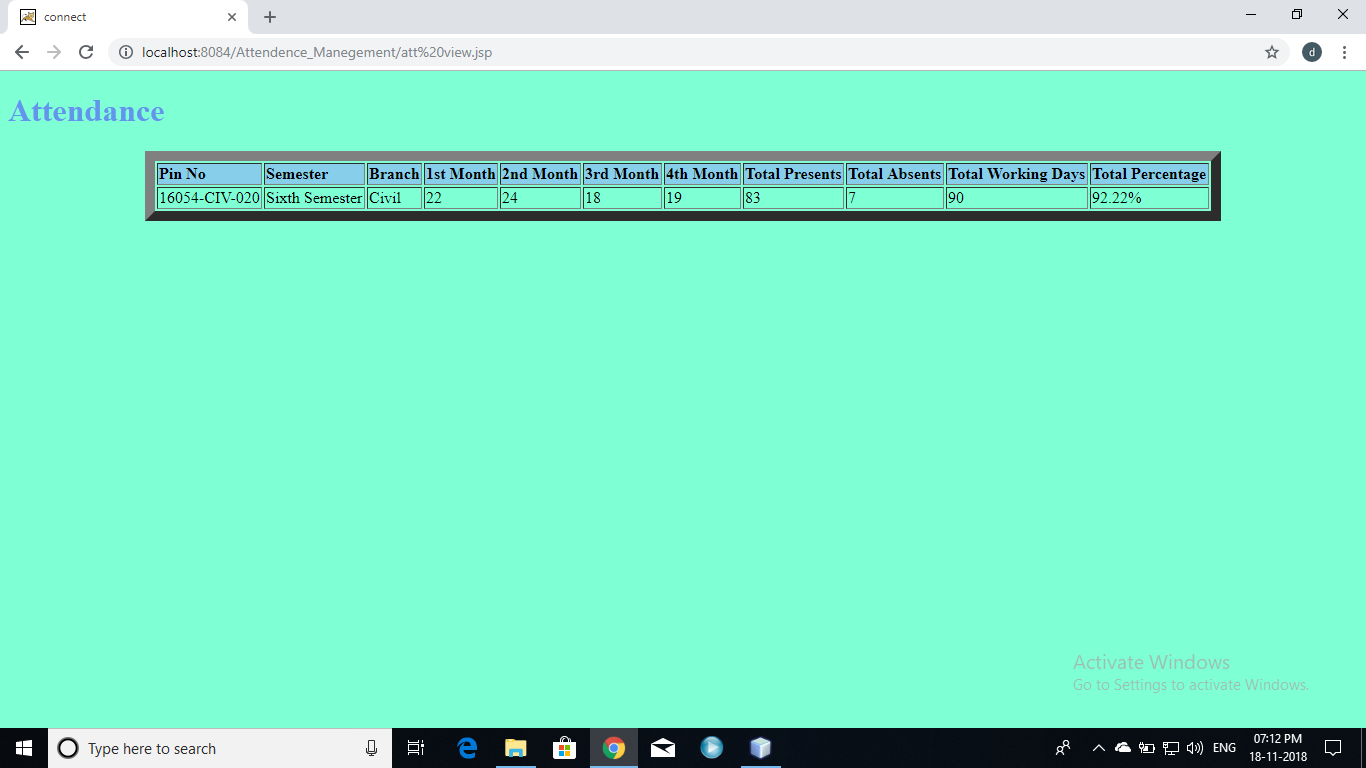 connect
localhost:8084/Attendence_Manegement/att%20view.jsp
d
Attendance
Pin No Semester Branch 1st Month 2nd Month 3rd Month 4th Month Total Presents Total Absents Total Working Days Total Percentage
16054-CIV-020 Sixth Semester Civil 22 24 18 19 83 7 90 92.22%
Activate Windows
Go to Settings to activate Windows.
Type here to search
ENG
07:12 PM
18-11-2018